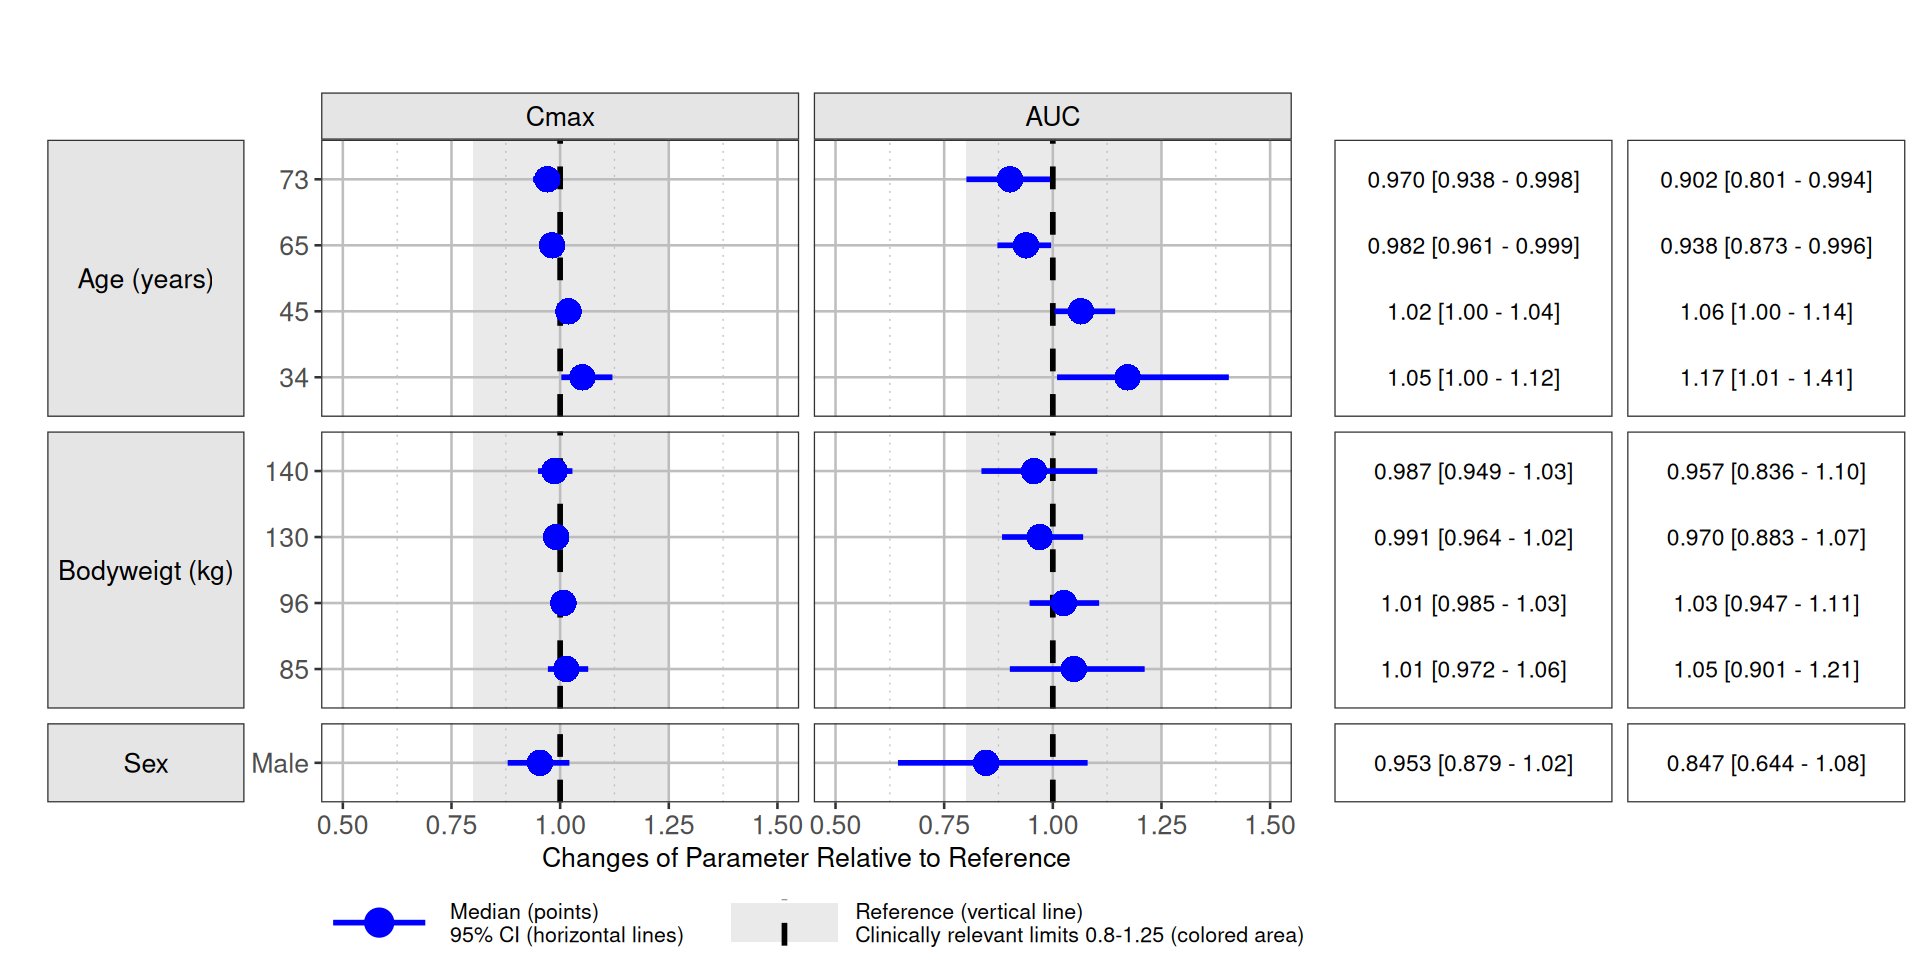 Cmax AUC
73 0.970 [0.938 - 0.998] 0.902 [0.801 - 0.994]
65 0.982 [0.961 - 0.999] 0.938 [0.873 - 0.996]
Age (years)
45 1.02 [1.00 - 1.04] 1.06 [1.00 - 1.14]
34 1.05 [1.00 - 1.12] 1.17 [1.01 - 1.41]
140 0.987 [0.949 - 1.03] 0.957 [0.836 - 1.10]
130 0.991 [0.964 - 1.02] 0.970 [0.883 - 1.07]
Bodyweigt (kg)
96 1.01 [0.985 - 1.03] 1.03 [0.947 - 1.11]
85 1.01 [0.972 - 1.06] 1.05 [0.901 - 1.21]
Sex Male 0.953 [0.879 - 1.02] 0.847 [0.644 - 1.08]
0.50 0.75 1.00 1.25 1.50 0.50 0.75 1.00 1.25 1.50
Changes of Parameter Relative to Reference
Median (points)
95% CI (horizontal lines)
Reference (vertical line)
Clinically relevant limits 0.8-1.25 (colored area)